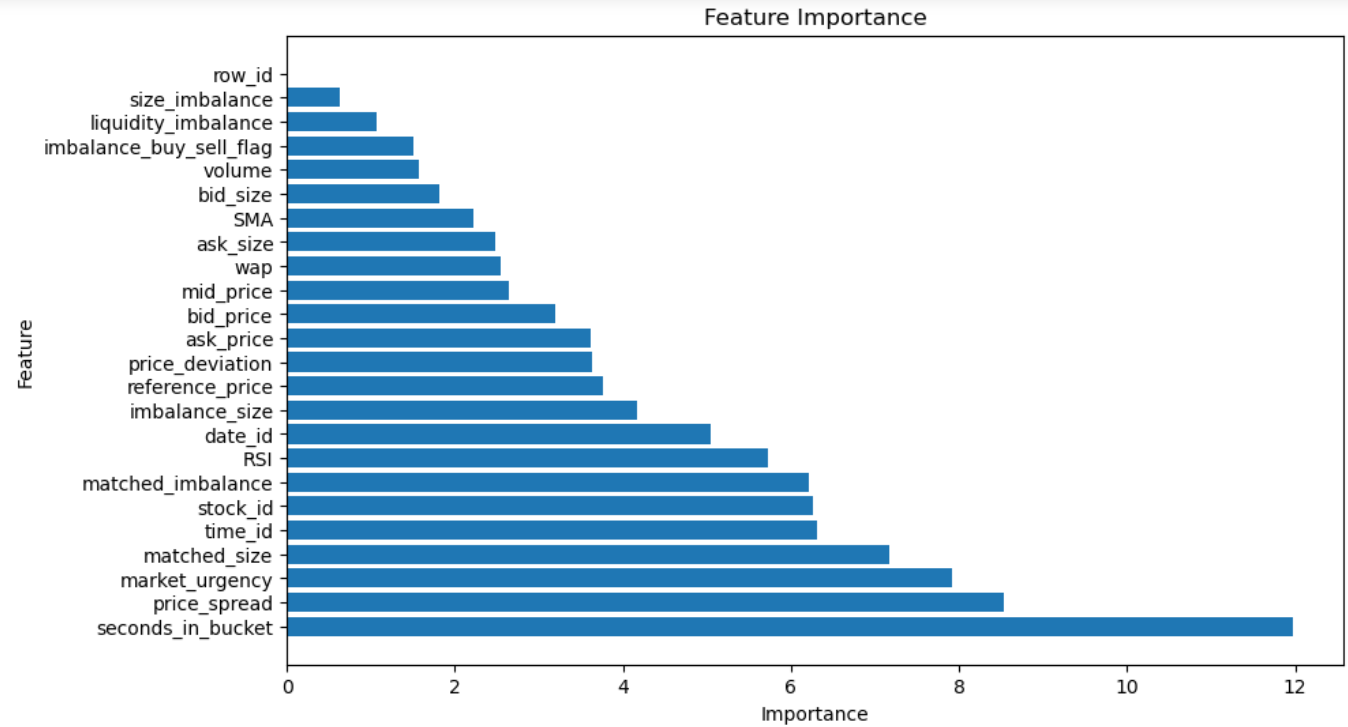 Feature Importance
row_id
size_imbalance
liquidity_imbalance
imbalance_buy_sell_flag
volume
bid_size
SMA
ask_size
wap
mid_price
bid_price
ask_price
price_deviation
reference_price
imbalance_size
date_id
RSI
matched_imbalance
stock_id
time_id
matched_size
market_urgency
price_spread
seconds_in_bucket
Feature
0 2 4 6 8 10 12
Importance